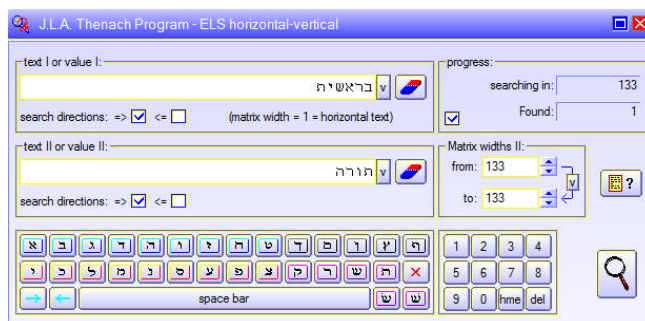 J.L.A. Thenach Program - ELS horizontal-vertical
text I or value I:
בראשית v
search directions: => <= (matrix width = 1 = horizontal text)
progress:
searching in: 133
Found: 1
text II or value II:
תורה v
search directions: => <=
Matrix widths II:
from: 133
v
to: 133
?
א ב ג ד ה ו ז ח ט ך ם ן ץ ף
י כ ל מ נ ס ע פ צ ק ר ש ת ×
→ ← space bar שׂ שׁ
1 2 3 4
5 6 7 8
9 0 hme del